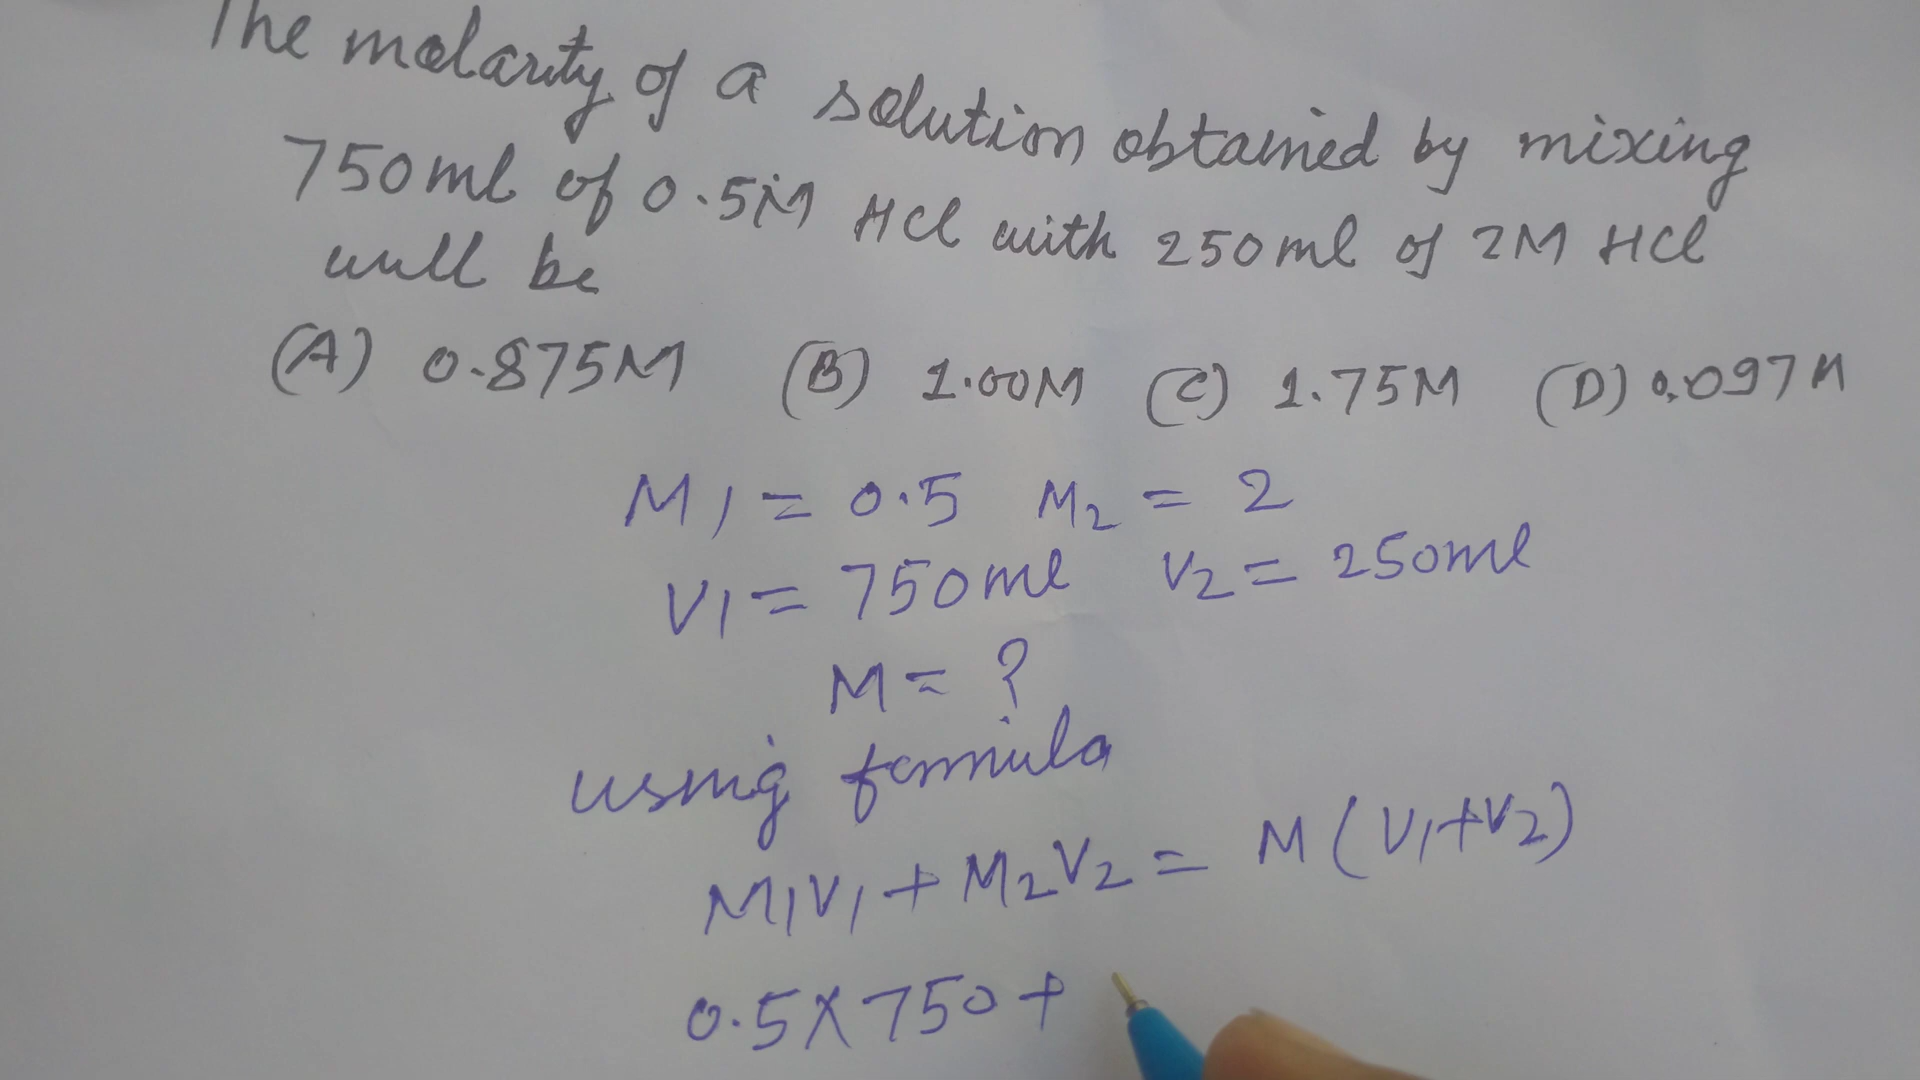 The molarity of a solution obtained by mixing
750ml of 0.5M HCl with 250ml of 2M HCl
will be
(A) 0.875M (B) 1.00M (C) 1.75M (D) 0.097M
M1 = 0.5 M2 = 2
V1 = 750ml V2 = 250ml
M = ?
using formula
M1V1 + M2V2 = M(V1+V2)
0.5X750+